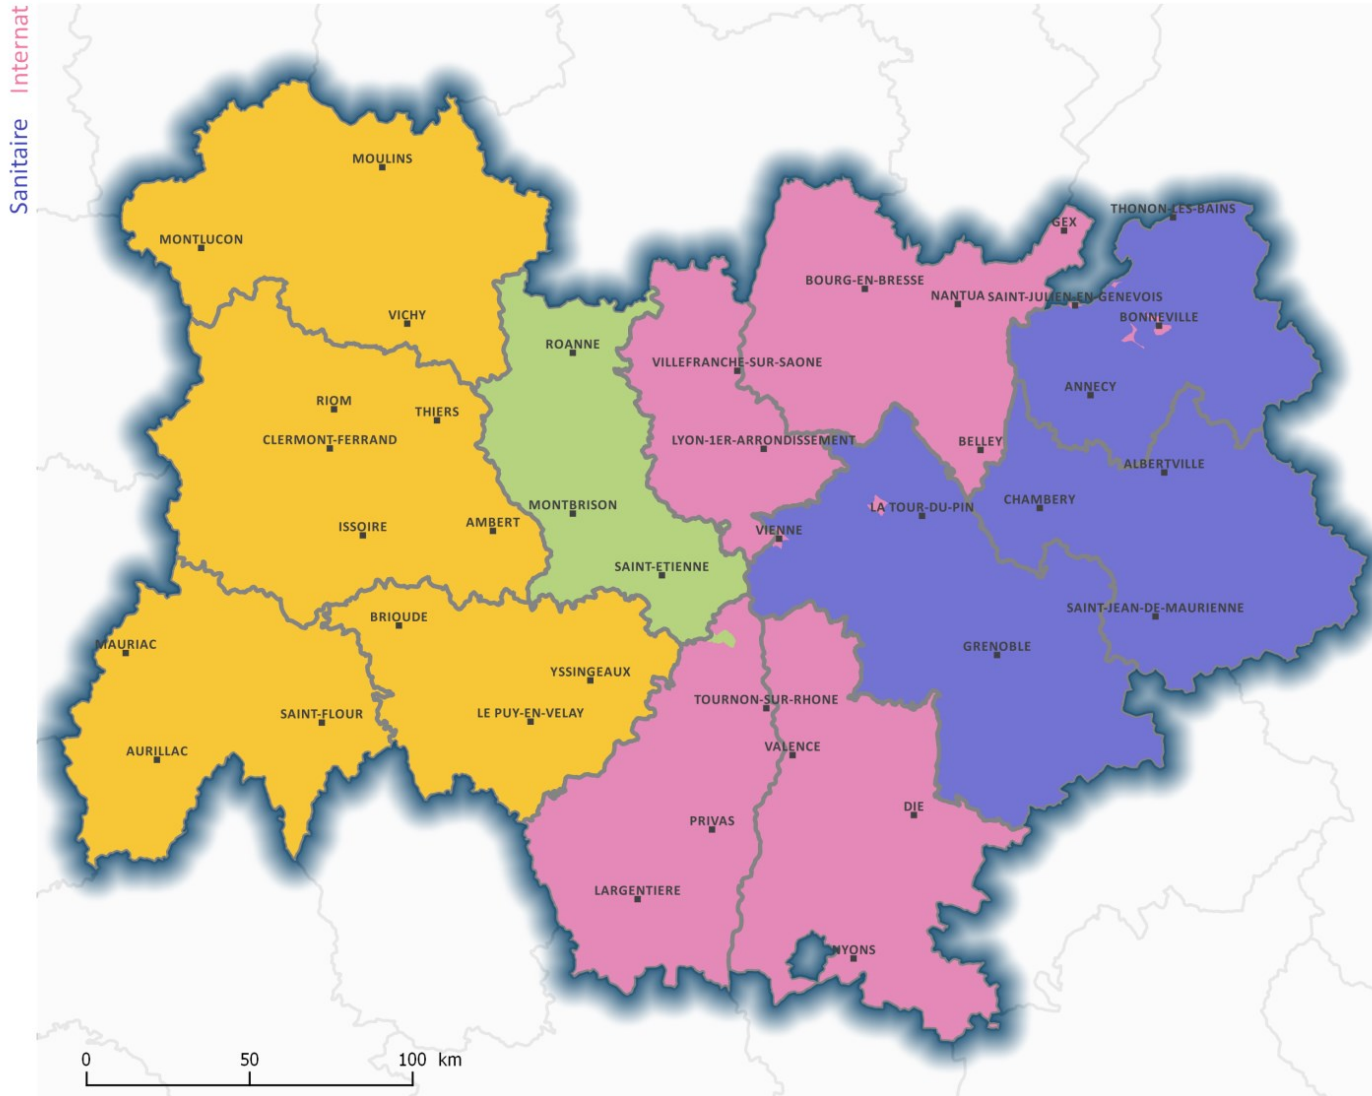 Internat
Sanitaire
MOULINS
THONON-LES-BAINS
GEX
MONTLUCON
BOURG-EN-BRESSE
NANTUA
SAINT-JULIEN-EN-GENEVOIS
VICHY
BONNEVILLE
ROANNE
VILLEFRANCHE-SUR-SAONE
ANNECY
RIOM
THIERS
CLERMONT-FERRAND
LYON-1ER-ARRONDISSEMENT
BELLEY
ALBERTVILLE
CHAMBERY
MONTBRISON
LA TOUR-DU-PIN
ISSOIRE
AMBERT
VIENNE
SAINT-ETIENNE
SAINT-JEAN-DE-MAURIENNE
BRIOUDE
MAURIAC
GRENOBLE
YSSINGEAUX
TOURNON-SUR-RHONE
SAINT-FLOUR
LE PUY-EN-VELAY
AURILLAC
VALENCE
DIE
PRIVAS
LARGENTIERE
NYONS
0 50 100 km